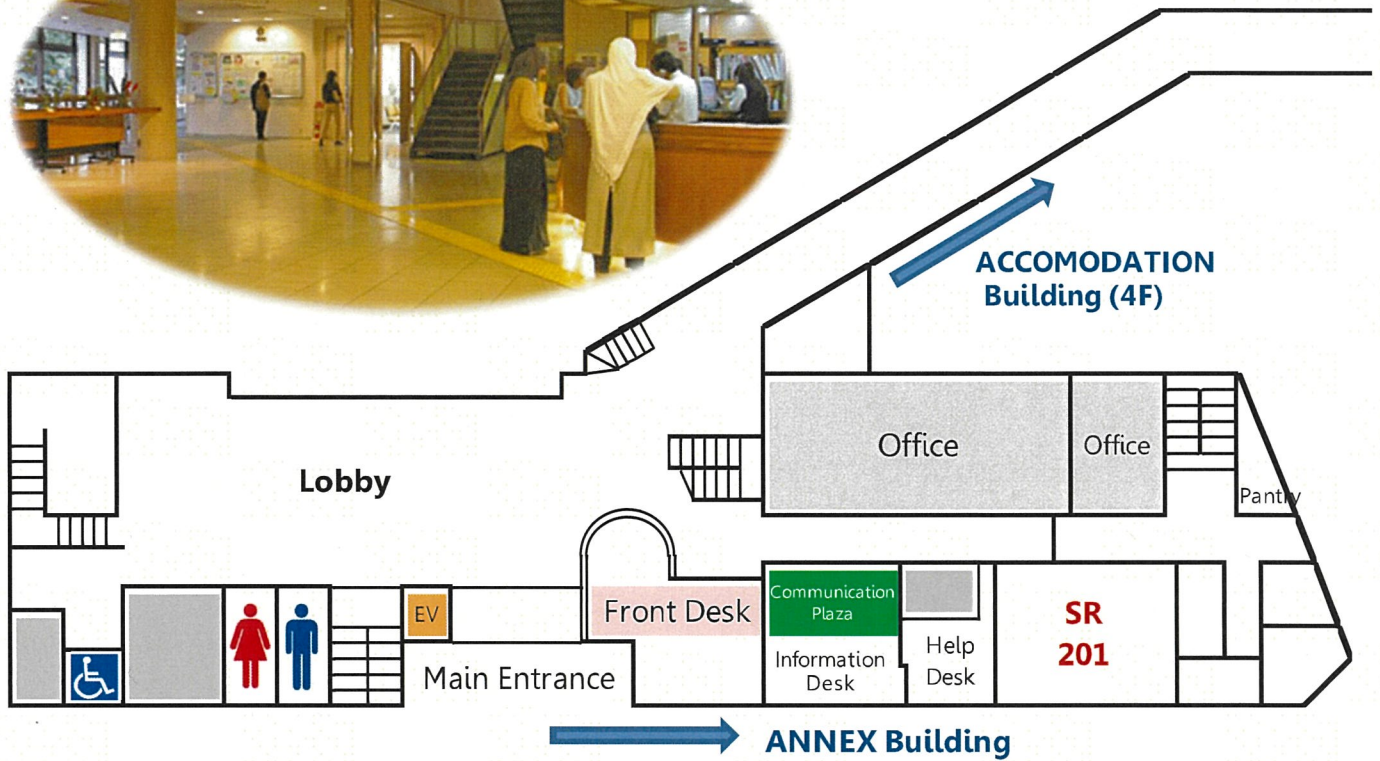 ACCOMODATION
Building (4F)
Office
Office
Lobby
Pantry
EV
Front Desk
Communication
Plaza
Information
Desk
Help
Desk
SR
201
Main Entrance
ANNEX Building